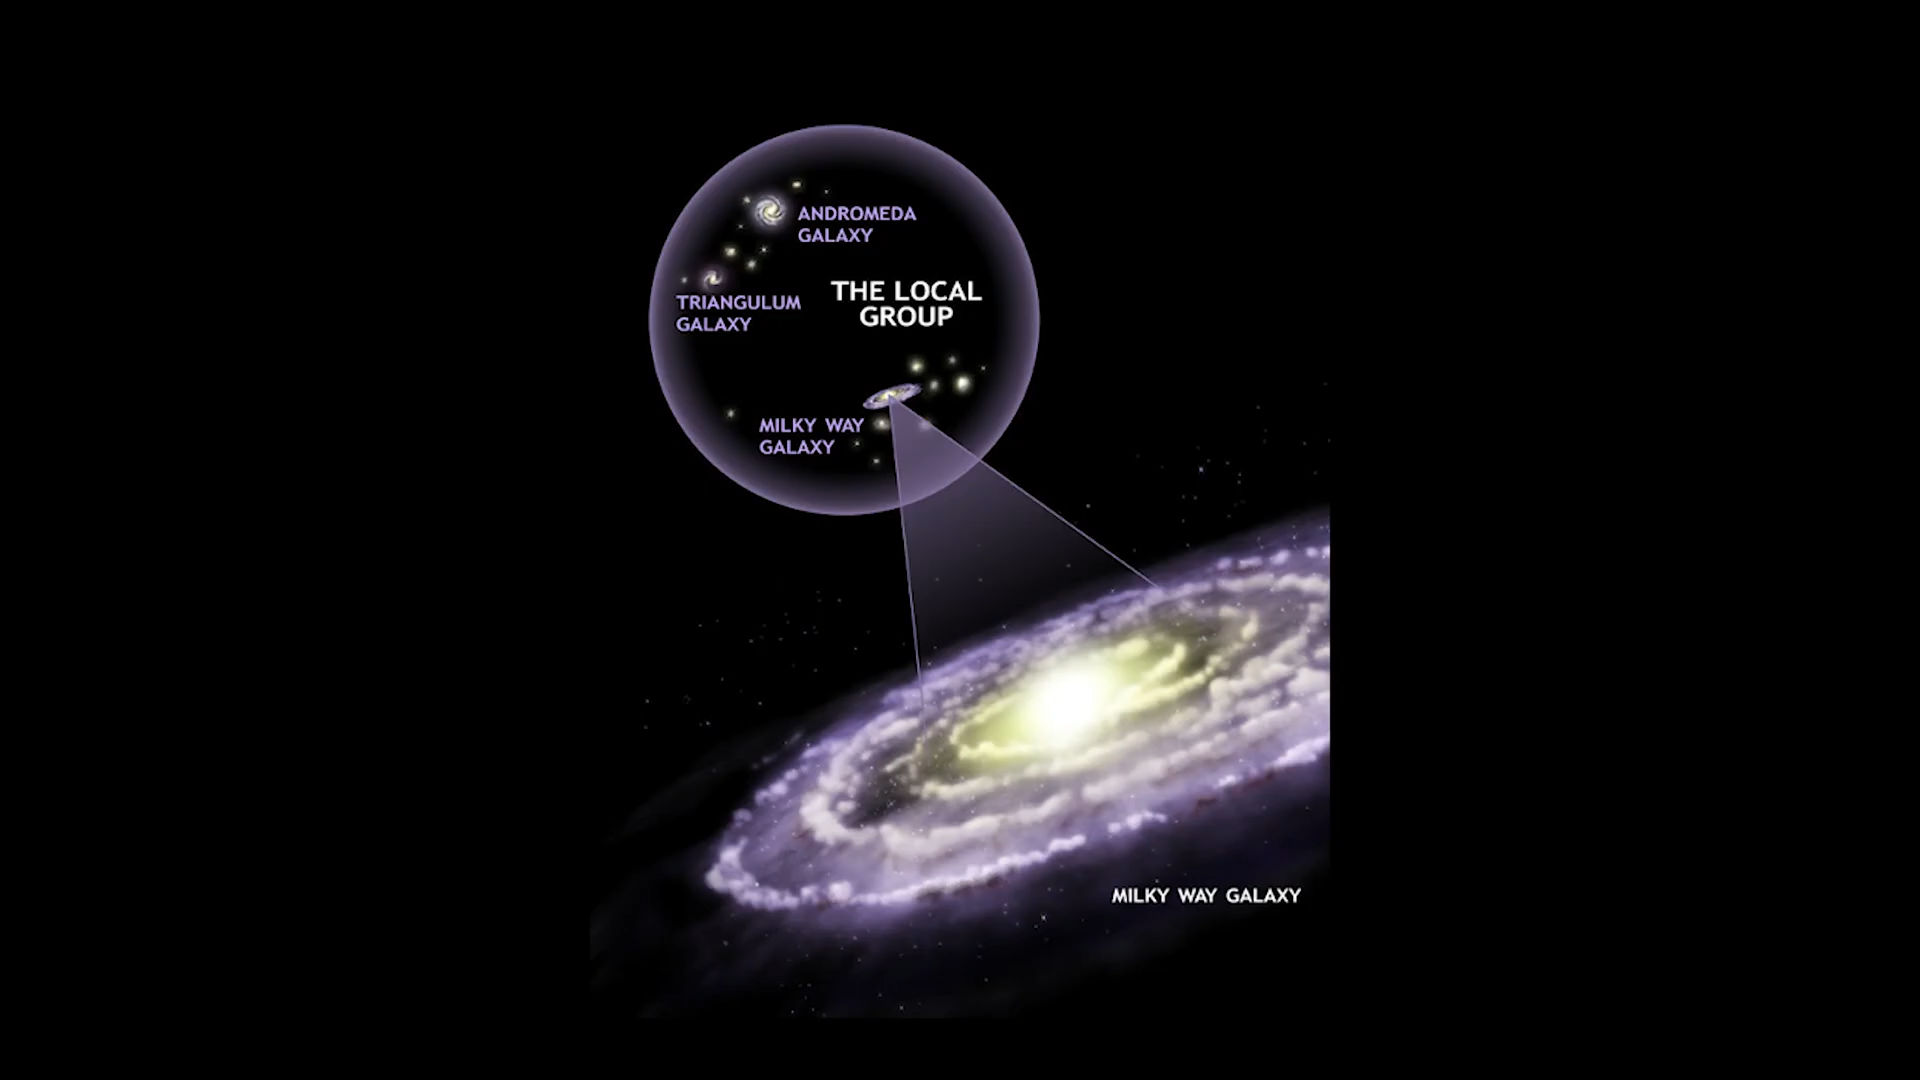 ANDROMEDA
GALAXY
THE LOCAL
GROUP
TRIANGULUM
GALAXY
MILKY WAY
GALAXY
MILKY WAY GALAXY